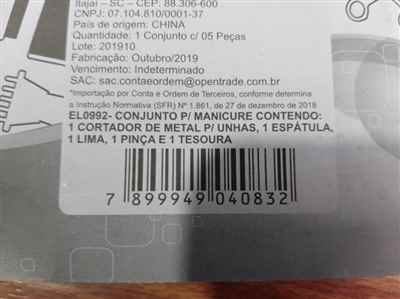 Itajaí – SC – CEP: 88.306-600
CNPJ: 07.104.810/0001-37
País de origem: CHINA
Quantidade: 1 Conjunto c/ 05 Peças
Lote: 201910
Fabricação: Outubro/2019
Vencimento: Indeterminado
SAC: sac.contaeordem@opentrade.com.br
*Importação por Conta e Ordem de Terceiros, conforme determina
a Instrução Normativa (SFR) Nº 1.861, de 27 de dezembro de 2018
EL0992- CONJUNTO P/ MANICURE CONTENDO:
1 CORTADOR DE METAL P/ UNHAS, 1 ESPÁTULA,
1 LIMA, 1 PINÇA E 1 TESOURA
7 899949 040832